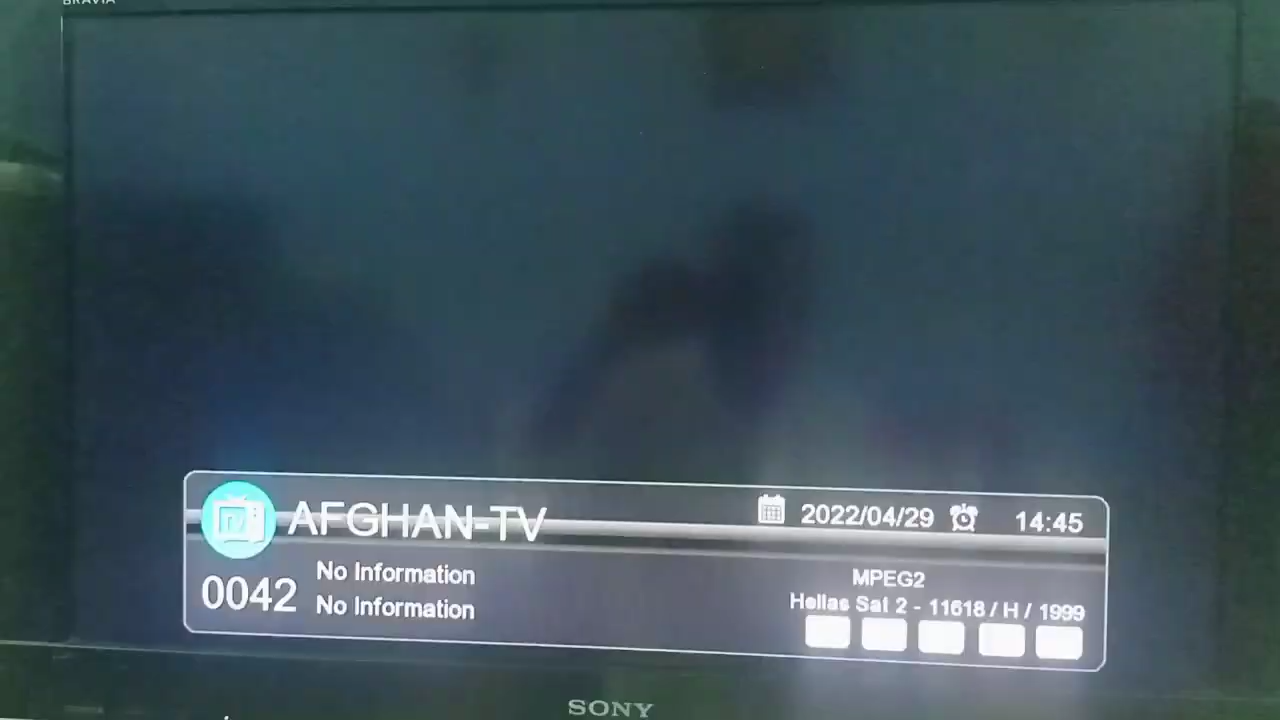 BRAVIA
AFGHAN-TV
2022/04/29 14:45
0042
No Information
No Information
MPEG2
Hellas Sat 2 - 11618 / H / 1999
SONY